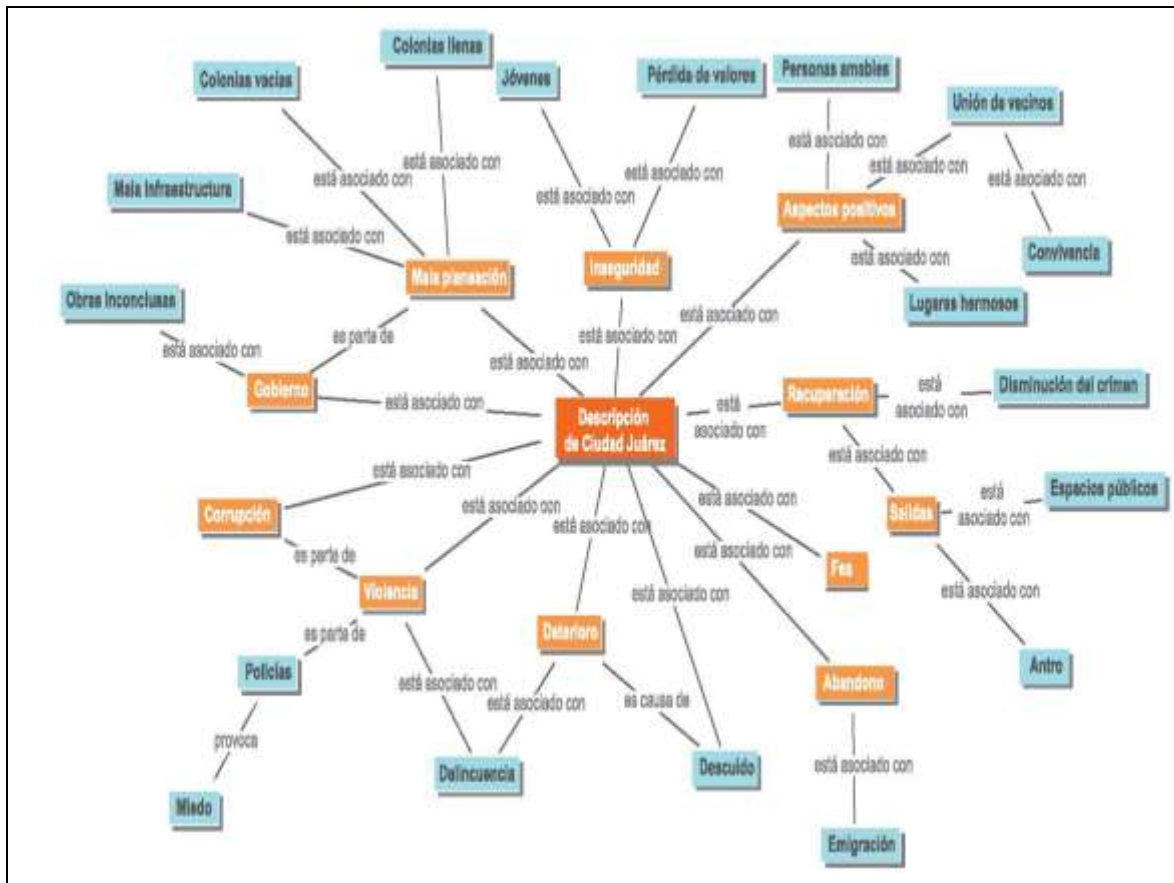 Colonias llenas
Colonias vacías
Jóvenes
Pérdida de valores
Personas amables
Unión de vecinos
está asociado con
está asociado con
está asociado con
está asociado con
está asociado con
Mala Infraestructura
está asociado con
está asociado con
está asociado con
Aspectos positivos
está asociado con
Convivencia
está asociado con
Mala planeación
Inseguridad
Obras Inconclusas
Lugares hermosos
está asociado con
es parte de
está asociado con
está asociado con
está asociado con
Gobierno
está asociado con
Descripción
de Ciudad Juárez
está
asociado con
Recuperación
está
asociado con
Disminución del crimen
está asociado con
está asociado con
está asociado con
Espacios públicos
está
asociado con
Salidas
Corrupción
está asociado con
está asociado con
está asociado con
es parte de
Violencia
Fea
está asociado con
está asociado con
es parte de
Deterioro
Policías
Abandono
Antro
está asociado con
está asociado con
es causa de
provoca
Delincuencia
Descuido
está asociado con
Miedo
Emigración